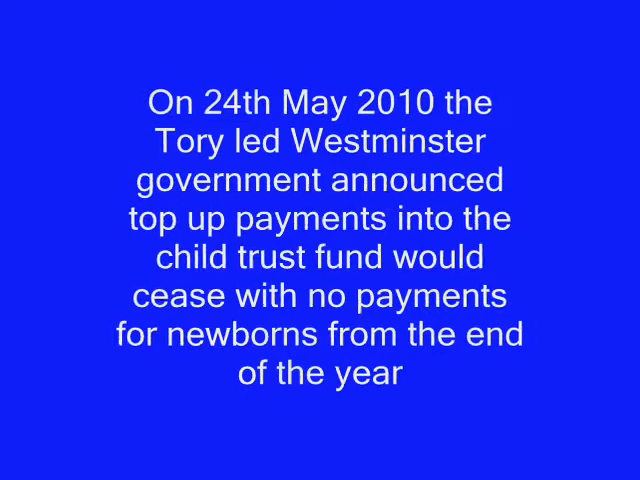 On 24th May 2010 the
Tory led Westminster
government announced
top up payments into the
child trust fund would
cease with no payments
for newborns from the end
of the year